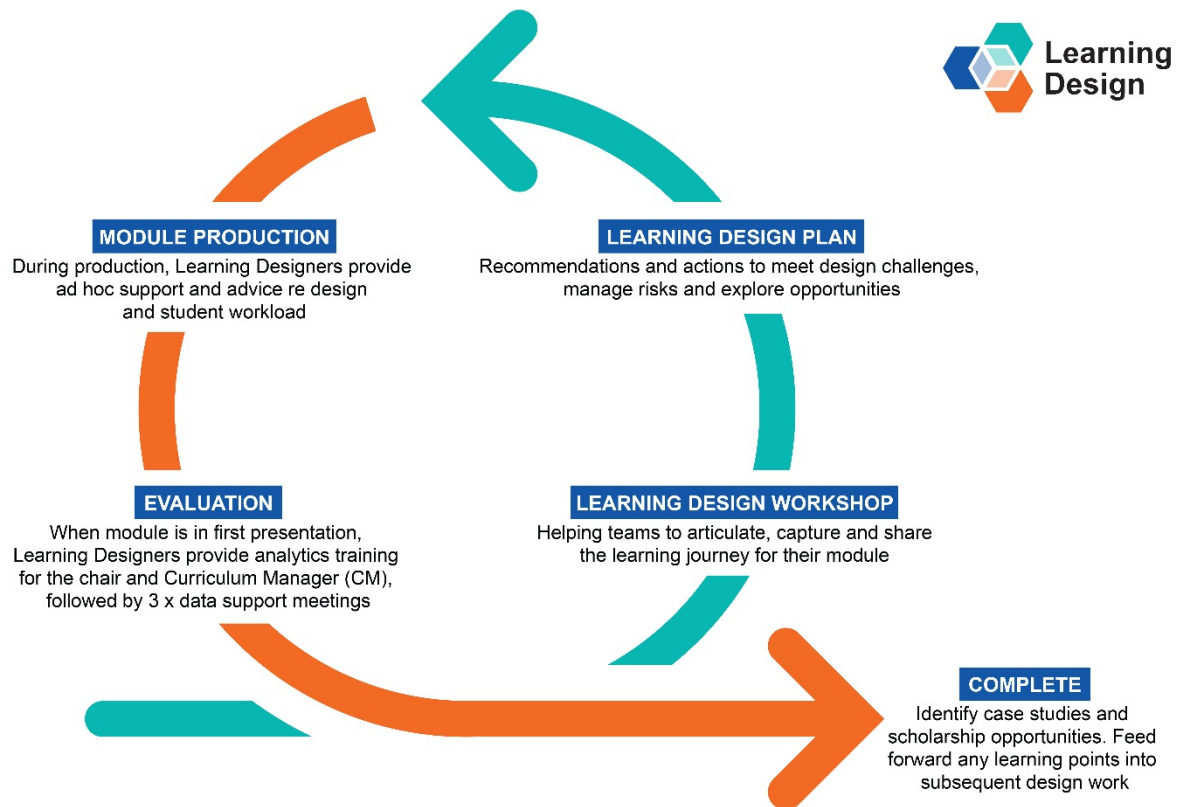 Learning
Design
MODULE PRODUCTION
During production, Learning Designers provide
ad hoc support and advice re design
and student workload
LEARNING DESIGN PLAN
Recommendations and actions to meet design challenges,
manage risks and explore opportunities
EVALUATION
When module is in first presentation,
Learning Designers provide analytics training
for the chair and Curriculum Manager (CM),
followed by 3 x data support meetings
LEARNING DESIGN WORKSHOP
Helping teams to articulate, capture and share
the learning journey for their module
COMPLETE
Identify case studies and
scholarship opportunities. Feed
forward any learning points into
subsequent design work